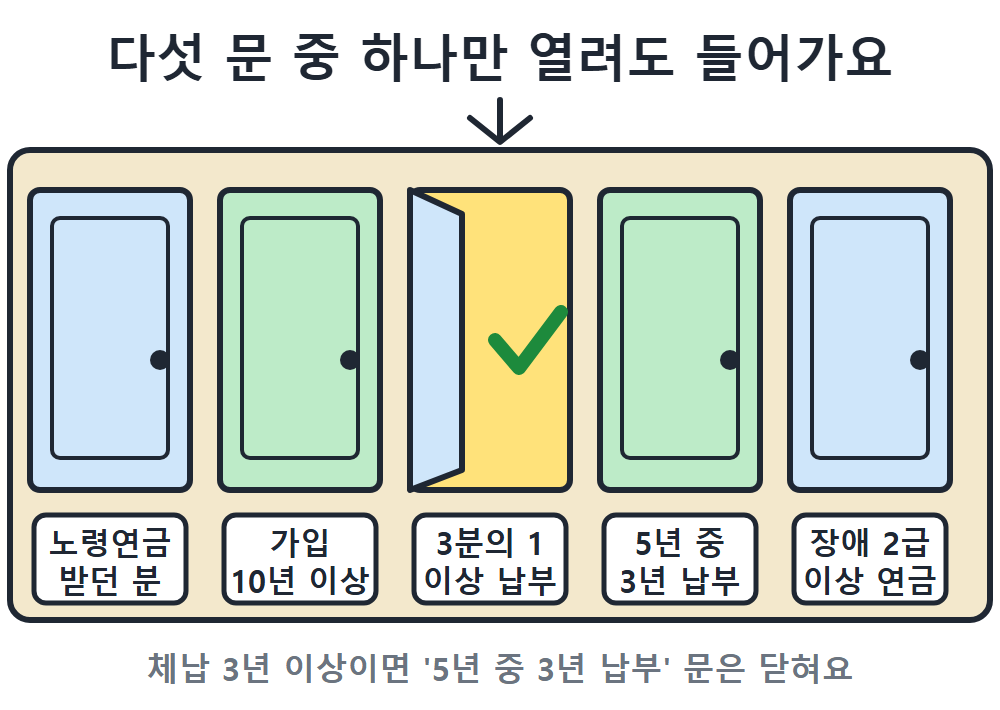 다섯 문 중 하나만 열려도 들어가요
노령연금
받던 분
가입
10년 이상
3분의 1
이상 납부
5년 중
3년 납부
장애 2급
이상 연금
체납 3년 이상이면 '5년 중 3년 납부' 문은 닫혀요